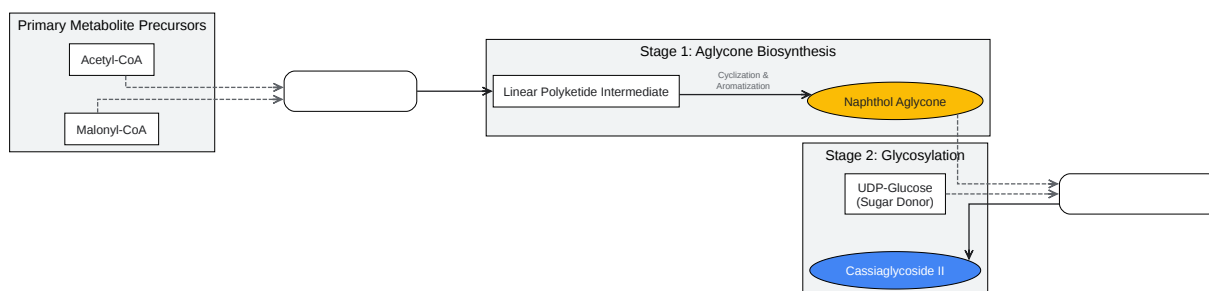 Primary Metabolite Precursors
Acetyl-CoA
Malonyl-CoA
Stage 1: Aglycone Biosynthesis
Linear Polyketide Intermediate
Cyclization &
Aromatization
Naphthol Aglycone
Stage 2: Glycosylation
UDP-Glucose
(Sugar Donor)
Cassiaglycoside II